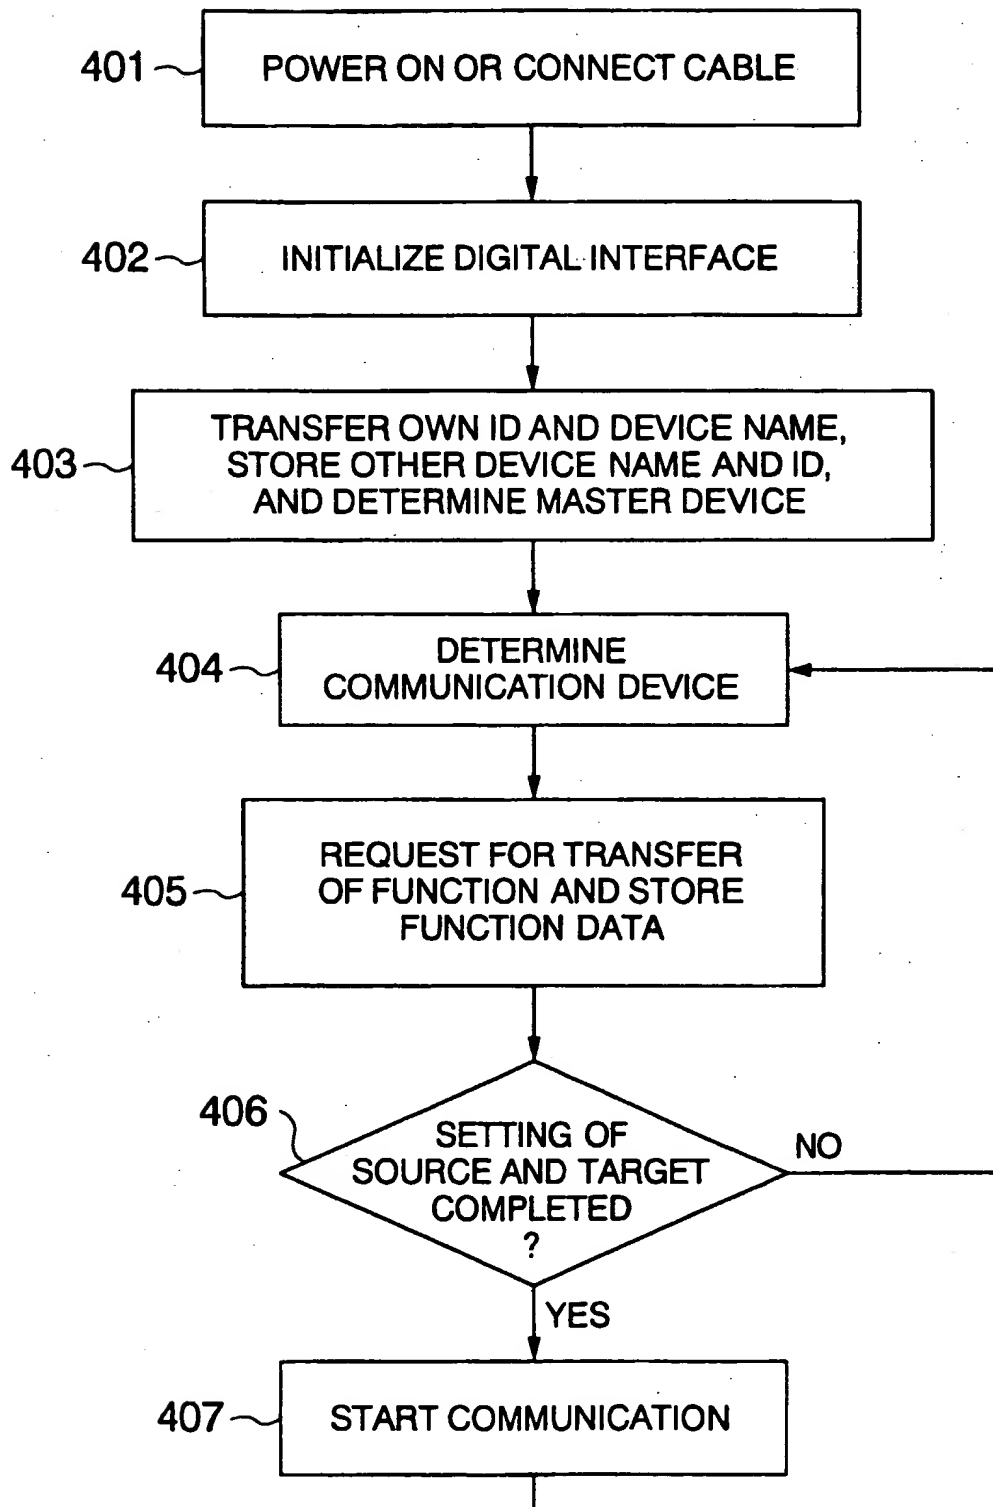 401
POWER ON OR CONNECT CABLE
402
INITIALIZE DIGITAL INTERFACE
403
TRANSFER OWN ID AND DEVICE NAME,
STORE OTHER DEVICE NAME AND ID,
AND DETERMINE MASTER DEVICE
404
DETERMINE
COMMUNICATION DEVICE
405
REQUEST FOR TRANSFER
OF FUNCTION AND STORE
FUNCTION DATA
406
SETTING OF
SOURCE AND TARGET
COMPLETED
?
NO
YES
407
START COMMUNICATION